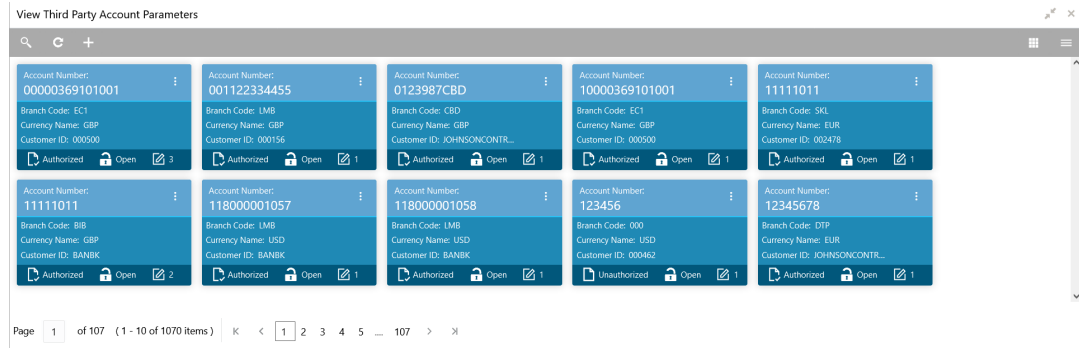 View Third Party Account Parameters
Account Number:
00000369101001
Branch Code: EC1
Currency Name: GBP
Customer ID: 000500
Authorized Open 3
Account Number:
001122334455
Branch Code: LMB
Currency Name: GBP
Customer ID: 000156
Authorized Open 1
Account Number:
0123987CBD
Branch Code: CBD
Currency Name: GBP
Customer ID: JOHNSONCONTR...
Authorized Open 1
Account Number:
10000369101001
Branch Code: EC1
Currency Name: GBP
Customer ID: 000500
Authorized Open 1
Account Number:
11111011
Branch Code: SKL
Currency Name: EUR
Customer ID: 002478
Authorized Open 1
Account Number:
11111011
Branch Code: BIB
Currency Name: GBP
Customer ID: BANBK
Authorized Open 2
Account Number:
118000001057
Branch Code: LMB
Currency Name: USD
Customer ID: BANBK
Authorized Open 1
Account Number:
118000001058
Branch Code: LMB
Currency Name: USD
Customer ID: BANBK
Authorized Open 1
Account Number:
123456
Branch Code: 000
Currency Name: USD
Customer ID: 000462
Unauthorized Open 1
Account Number:
12345678
Branch Code: DTP
Currency Name: EUR
Customer ID: JOHNSONCONTR...
Authorized Open 1
Page 1 of 107 ( 1 - 10 of 1070 items ) 1 2 3 4 5 .... 107